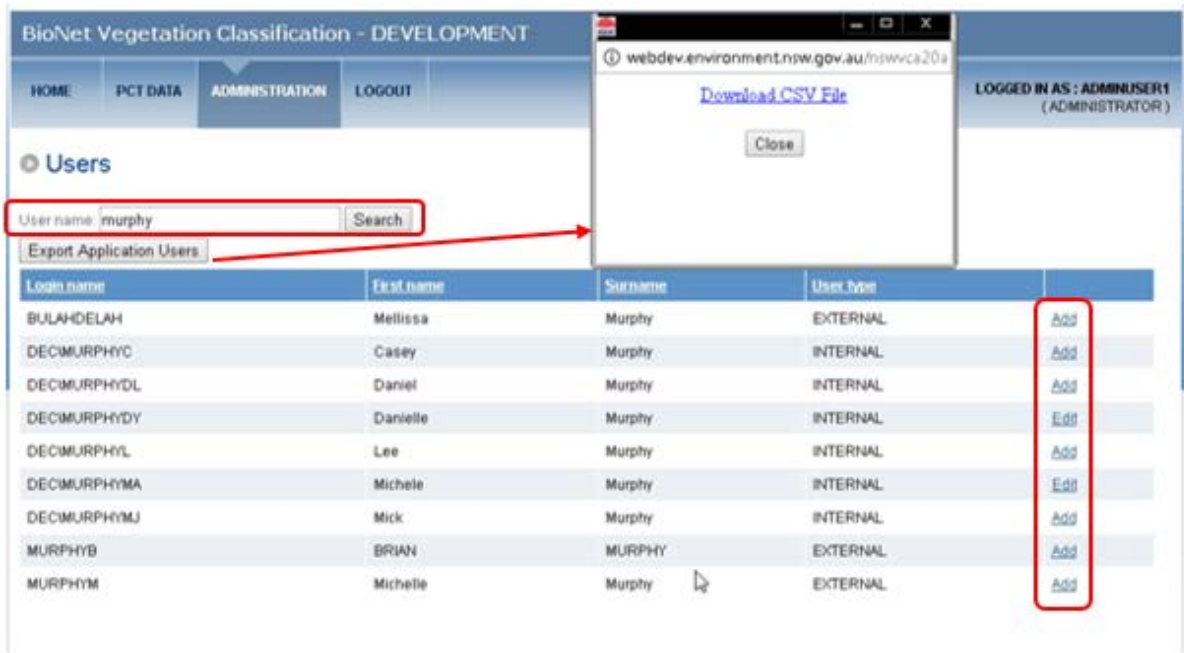 BioNet Vegetation Classification - DEVELOPMENT
webdev.environment.nsw.gov.au/nswvca20a
Download CSV File
Close
HOME PCT DATA ADMINISTRATION LOGOUT
LOGGED IN AS : ADMINUSER1
(ADMINISTRATOR)
Users
User name: murphy Search
Export Application Users
Login name First name Surname User type
BULAHDELAH Mellissa Murphy EXTERNAL Add
DEC\MURPHYC Casey Murphy INTERNAL Add
DEC\MURPHYDL Daniel Murphy INTERNAL Add
DEC\MURPHYDY Danielle Murphy INTERNAL Edit
DEC\MURPHYL Lee Murphy INTERNAL Add
DEC\MURPHYMA Michele Murphy INTERNAL Edit
DEC\MURPHYMJ Mick Murphy INTERNAL Add
MURPHYB BRIAN MURPHY EXTERNAL Add
MURPHYM Michelle Murphy EXTERNAL Add